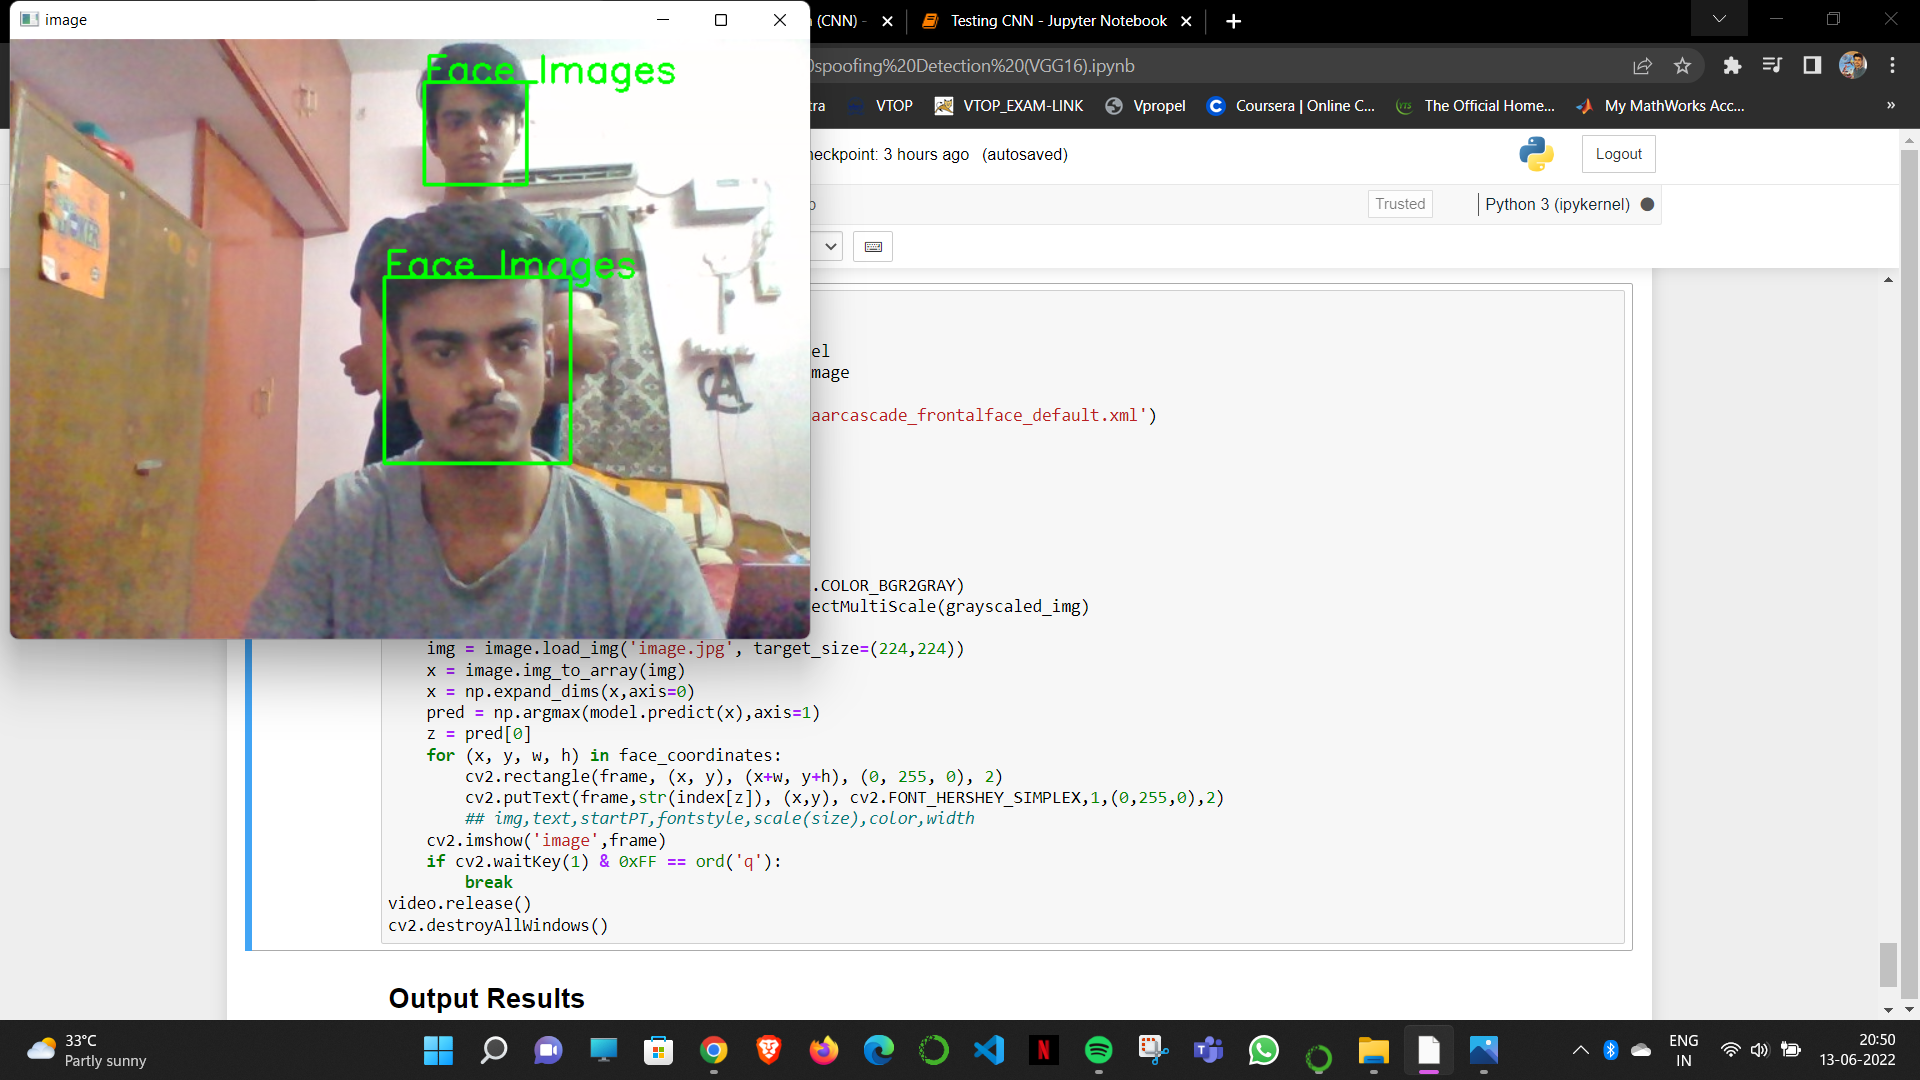 image
(CNN) -
Testing CNN - Jupyter Notebook
0spoofing%20Detection%20(VGG16).ipynb
tra
VTOP
VTOP_EXAM-LINK
Vpropel
Coursera | Online C...
The Official Home...
My MathWorks Acc...
»
heckpoint: 3 hours ago (autosaved)
Logout
Trusted
Python 3 (ipykernel)
Face_Images
Face_Images
el
mage
aarcascade_frontalface_default.xml')
.COLOR_BGR2GRAY)
ectMultiScale(grayscaled_img)
img = image.load_img('image.jpg', target_size=(224,224))
x = image.img_to_array(img)
x = np.expand_dims(x,axis=0)
pred = np.argmax(model.predict(x),axis=1)
z = pred[0]
for (x, y, w, h) in face_coordinates:
cv2.rectangle(frame, (x, y), (x+w, y+h), (0, 255, 0), 2)
cv2.putText(frame,str(index[z]), (x,y), cv2.FONT_HERSHEY_SIMPLEX,1,(0,255,0),2)
## img,text,startPT,fontstyle,scale(size),color,width
cv2.imshow('image',frame)
if cv2.waitKey(1) & 0xFF == ord('q'):
break
video.release()
cv2.destroyAllWindows()
Output Results
33°C
Partly sunny
ENG
IN
20:50
13-06-2022